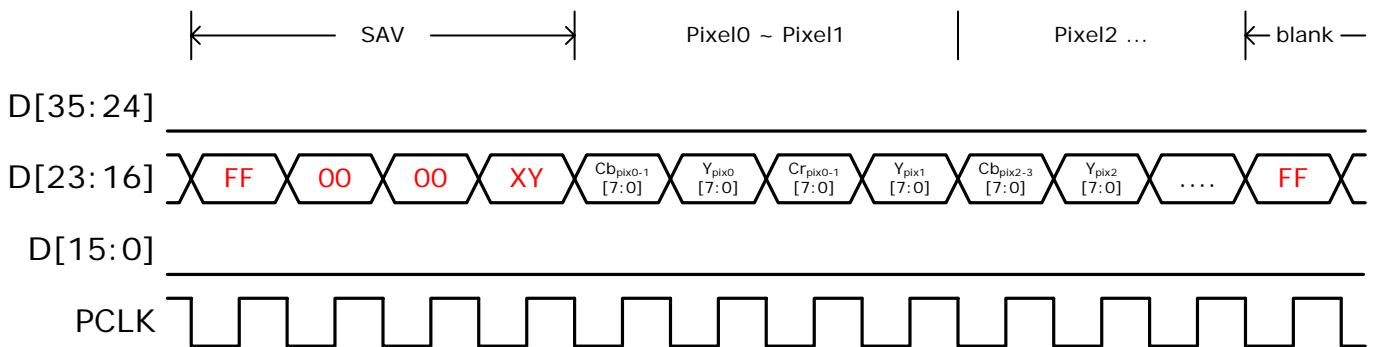 SAV Pixel0 ~ Pixel1 Pixel2 ... blank
D[35:24]
D[23:16] FF 00 00 XY Cbpix0-1 [7:0] Ypix0 [7:0] Crpix0-1 [7:0] Ypix1 [7:0] Cbpix2-3 [7:0] Ypix2 [7:0] .... FF
D[15:0]
PCLK